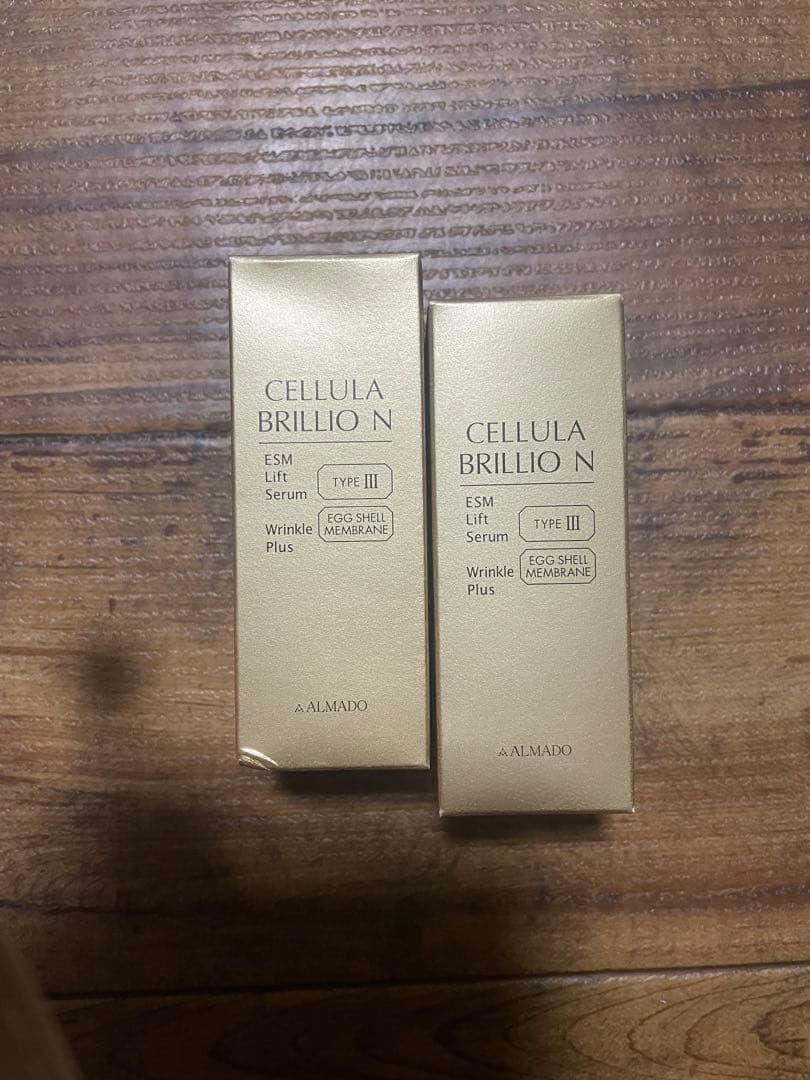 CELLULA
BRILLIO N
ESM
Lift
Serum
TYPE III
Wrinkle
Plus
EGG SHELL
MEMBRANE
ALMADO
CELLULA
BRILLIO N
ESM
Lift
Serum
TYPE III
Wrinkle
Plus
EGG SHELL
MEMBRANE
ALMADO